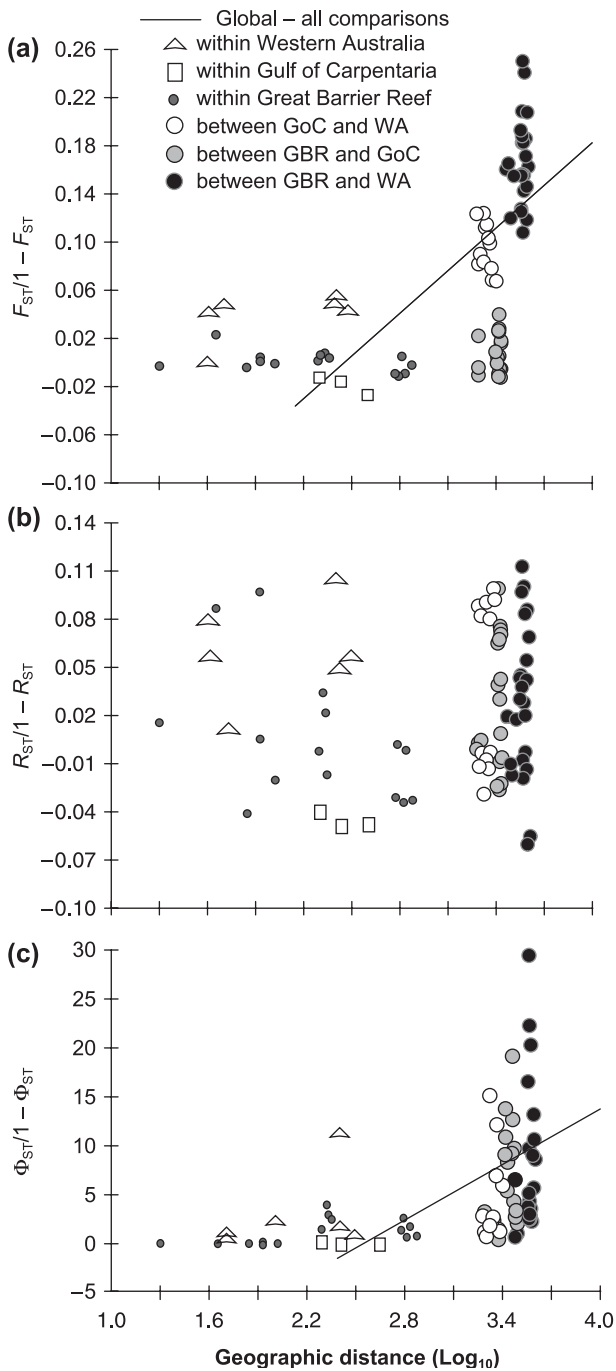 Global – all comparisons
(a)
within Western Australia
within Gulf of Carpentaria
within Great Barrier Reef
between GoC and WA
between GBR and GoC
between GBR and WA
0.26
0.22
0.18
0.14
0.10
0.06
0.02
−0.02
−0.06
−0.10
FST/1 – FST
(b)
0.14
0.11
0.08
0.05
0.02
−0.01
−0.04
−0.07
−0.10
RST/1 – RST
(c)
30
25
20
15
10
5
0
−5
ΦST/1 – ΦST
1.0 1.6 2.2 2.8 3.4 4.0
Geographic distance (Log10)